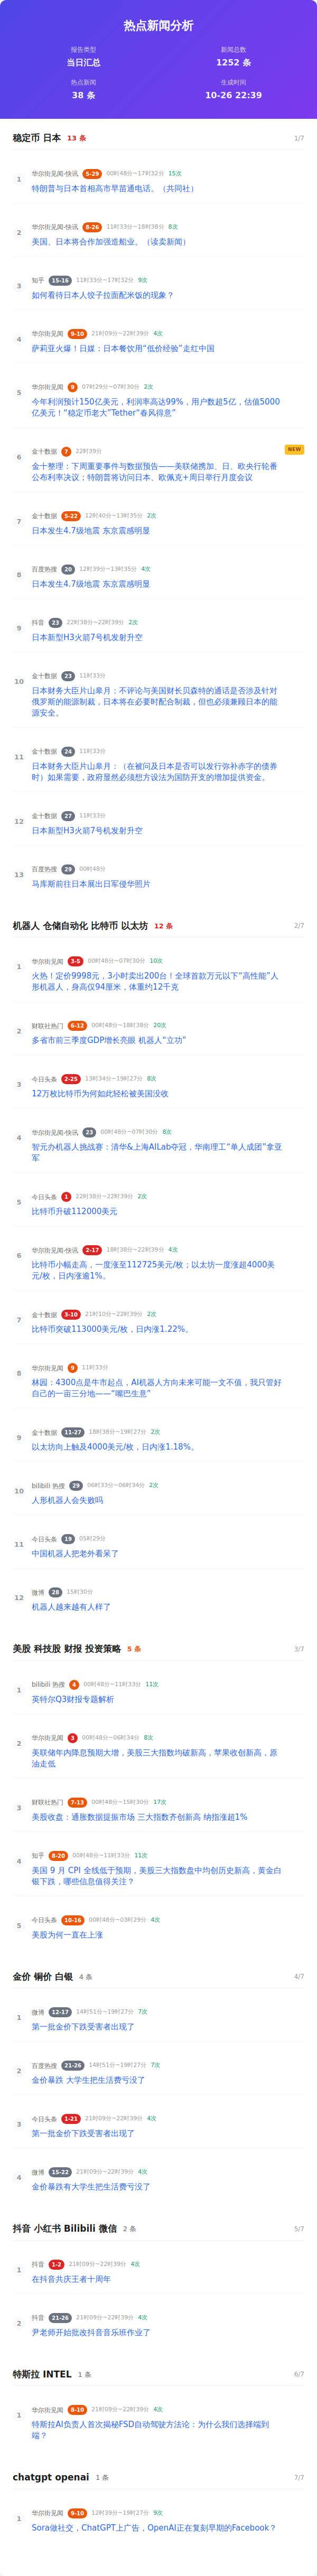 热点新闻分析
报告类型
当日汇总
新闻总数
1252 条
热点新闻
38 条
生成时间
10-26 22:39
稳定币 日本 13 条 1/7
1
华尔街见闻-快讯 5-29 00时48分~17时32分 15次
特朗普与日本首相高市早苗通电话。（共同社）
2
华尔街见闻-快讯 8-26 11时33分~18时38分 8次
美国、日本将合作加强造船业。（读卖新闻）
3
知乎 15-16 11时33分~17时32分 9次
如何看待日本人饺子拉面配米饭的现象？
4
华尔街见闻 9-10 21时09分~22时39分 4次
萨莉亚火爆！日媒：日本餐饮用“低价经验”走红中国
5
华尔街见闻 9 07时29分~07时30分 2次
今年利润预计150亿美元，利润率高达99%，用户数超5亿，估值5000
亿美元！“稳定币老大”Tether“春风得意”
6
金十数据 7 22时39分 NEW
金十整理：下周重要事件与数据预告——美联储携加、日、欧央行轮番
公布利率决议；特朗普将访问日本、欧佩克+周日举行月度会议
7
金十数据 5-22 12时40分~13时35分 2次
日本发生4.7级地震 东京震感明显
8
百度热搜 20 12时39分~13时35分 4次
日本发生4.7级地震 东京震感明显
9
抖音 23 22时38分~22时39分 2次
日本新型H3火箭7号机发射升空
10
金十数据 23 11时33分
日本财务大臣片山皋月：不评论与美国财长贝森特的通话是否涉及针对
俄罗斯的能源制裁，日本将在必要时配合制裁，但也必须兼顾日本的能
源安全。
11
金十数据 24 11时33分
日本财务大臣片山皋月：（在被问及日本是否可以发行弥补赤字的债券
时）如果需要，政府显然必须想方设法为国防开支的增加提供资金。
12
金十数据 27 11时33分
日本新型H3火箭7号机发射升空
13
百度热搜 29 00时48分
马库斯前往日本展出日军侵华照片
机器人 仓储自动化 比特币 以太坊 12 条 2/7
1
华尔街见闻 3-5 00时48分~07时30分 10次
火热！定价9998元，3小时卖出200台！全球首款万元以下“高性能”人
形机器人，身高仅94厘米，体重约12千克
2
财联社热门 6-12 00时48分~18时38分 20次
多省市前三季度GDP增长亮眼 机器人“立功”
3
今日头条 2-25 13时34分~19时27分 8次
12万枚比特币为何如此轻松被美国没收
4
华尔街见闻-快讯 23 00时48分~07时30分 8次
智元办机器人挑战赛：清华&上海AILab夺冠，华南理工“单人成团”拿亚
军
5
今日头条 1 22时38分~22时39分 2次
比特币升破112000美元
6
华尔街见闻-快讯 2-17 18时38分~22时39分 4次
比特币小幅走高，一度涨至112725美元/枚；以太坊一度涨超4000美
元/枚，日内涨逾1%。
7
金十数据 3-10 21时10分~22时39分 2次
比特币突破113000美元/枚，日内涨1.22%。
8
华尔街见闻 9 11时33分
林园：4300点是牛市起点，AI机器人方向未来可能一文不值，我只管好
自己的一亩三分地——“嘴巴生意”
9
金十数据 11-27 18时38分~19时27分 2次
以太坊向上触及4000美元/枚，日内涨1.18%。
10
bilibili 热搜 29 06时33分~06时34分 2次
人形机器人会失败吗
11
今日头条 19 05时29分
中国机器人把老外看呆了
12
微博 28 15时30分
机器人越来越有人样了
美股 科技股 财报 投资策略 5 条 3/7
1
bilibili 热搜 4 00时48分~11时33分 11次
英特尔Q3财报专题解析
2
华尔街见闻 3 00时48分~06时34分 8次
美联储年内降息预期大增，美股三大指数均破新高，苹果收创新高，原
油走低
3
财联社热门 7-13 00时48分~15时30分 17次
美股收盘：通胀数据提振市场 三大指数齐创新高 纳指涨超1%
4
知乎 8-20 00时48分~11时33分 11次
美国 9 月 CPI 全线低于预期，美股三大指数盘中均创历史新高，黄金白
银下跌，哪些信息值得关注？
5
今日头条 10-16 00时48分~03时29分 4次
美股为何一直在上涨
金价 铜价 白银 4 条 4/7
1
微博 12-17 14时51分~19时27分 7次
第一批金价下跌受害者出现了
2
百度热搜 21-26 14时51分~19时27分 7次
金价暴跌 大学生把生活费亏没了
3
今日头条 1-21 21时09分~22时39分 4次
第一批金价下跌受害者出现了
4
微博 15-22 21时09分~22时39分 4次
金价暴跌有大学生把生活费亏没了
抖音 小红书 Bilibili 微信 2 条 5/7
1
抖音 1-2 21时09分~22时39分 4次
在抖音共庆王者十周年
2
抖音 21-26 21时09分~22时39分 4次
尹老师开始批改抖音音乐班作业了
特斯拉 INTEL 1 条 6/7
1
华尔街见闻 8-10 21时09分~22时39分 4次
特斯拉AI负责人首次揭秘FSD自动驾驶方法论：为什么我们选择端到
端？
chatgpt openai 1 条 7/7
1
华尔街见闻 9-10 12时39分~19时27分 9次
Sora做社交，ChatGPT上广告，OpenAI正在复刻早期的Facebook？